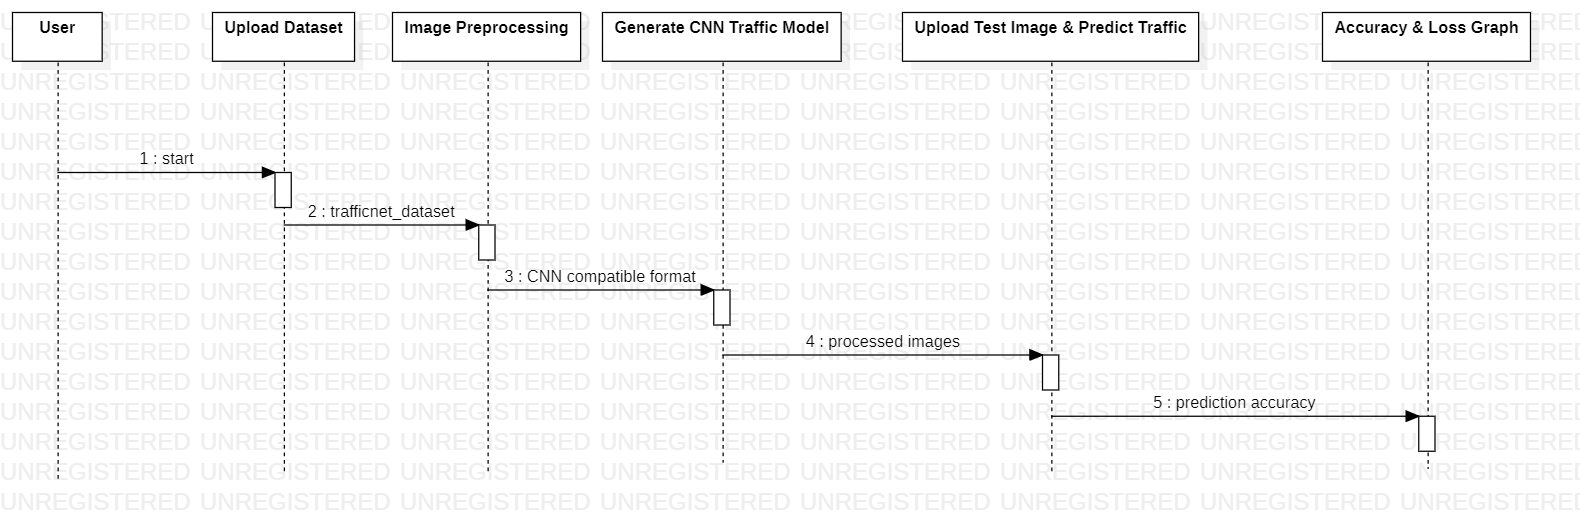 User
Upload Dataset
Image Preprocessing
Generate CNN Traffic Model
Upload Test Image & Predict Traffic
Accuracy & Loss Graph
1 : start
2 : trafficnet_dataset
3 : CNN compatible format
4 : processed images
5 : prediction accuracy
UNREGISTERED